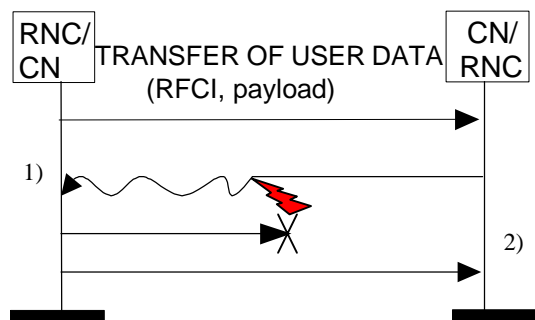 RNC/
CN
CN/
RNC
TRANSFER OF USER DATA
(RFCI, payload)
1)
2)